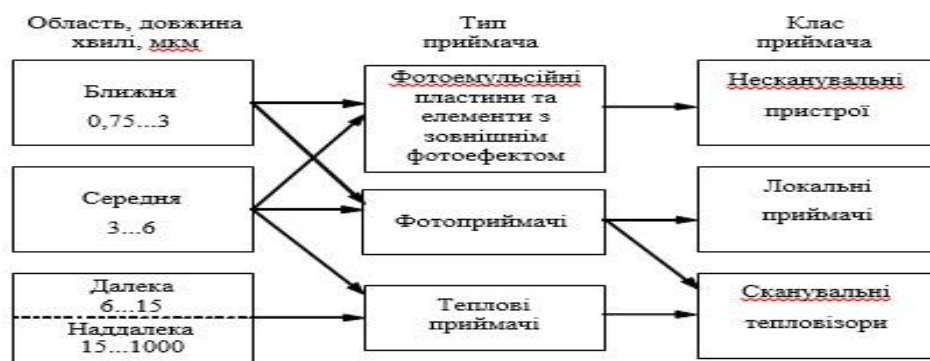 Область, довжина
хвилі, мкм
Тип
приймача
Клас
приймача
Ближня
0,75...3
Фотоемульсійні
пластини та
елементи з
зовнішнім
фотоефектом
Несканувальні
пристрої
Середня
3...6
Фотоприймачі
Локальні
приймачі
Далека
6...15
Наддалека
15...1000
Теплові
приймачі
Сканувальні
тепловізори